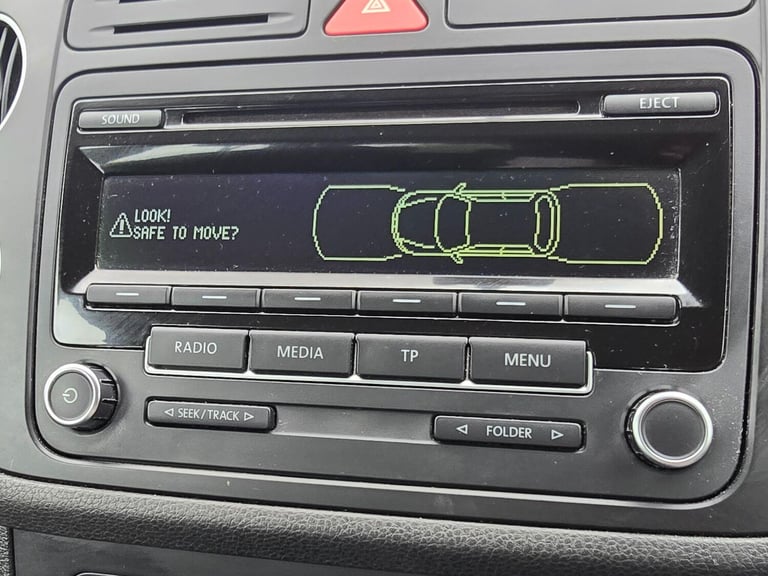 SOUND
EJECT
LOOK!
SAFE TO MOVE?
RADIO
MEDIA
TP
MENU
SEEK/TRACK
FOLDER